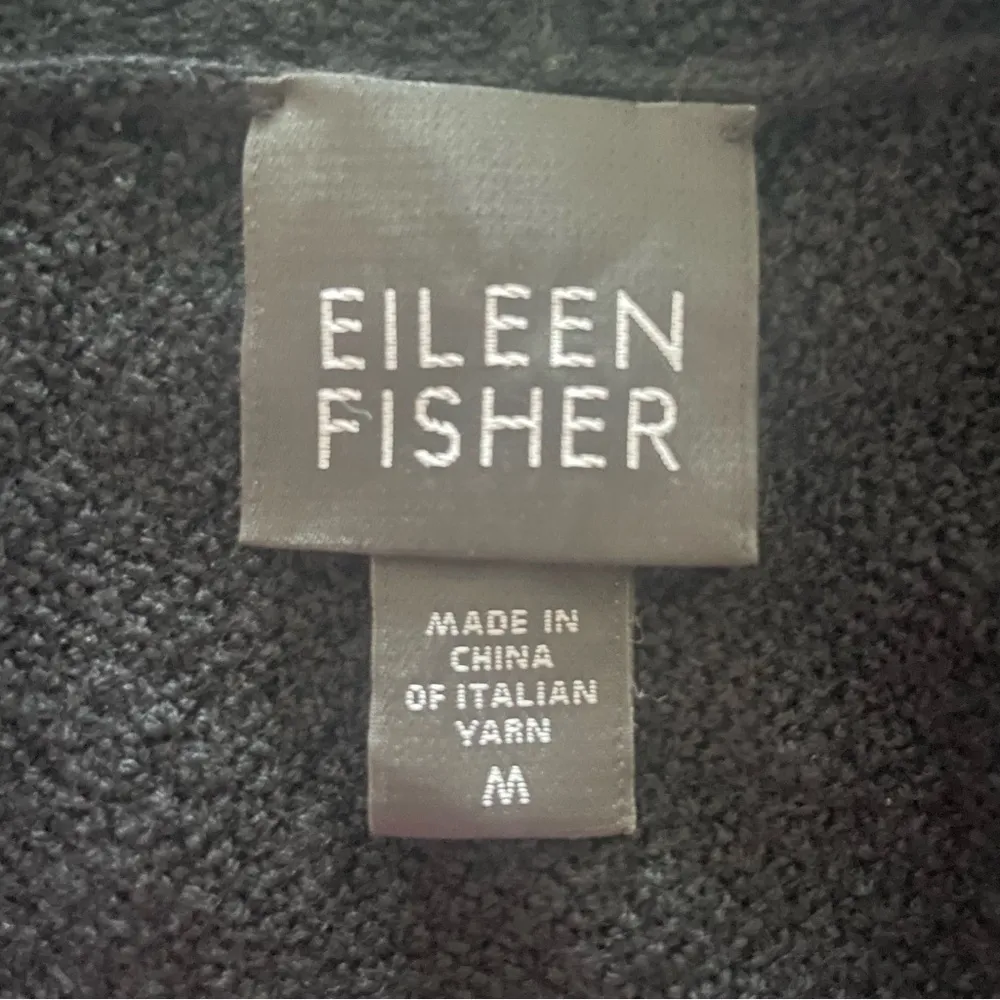 EILEEN
FISHER
MADE IN
CHINA
OF ITALIAN
YARN
M